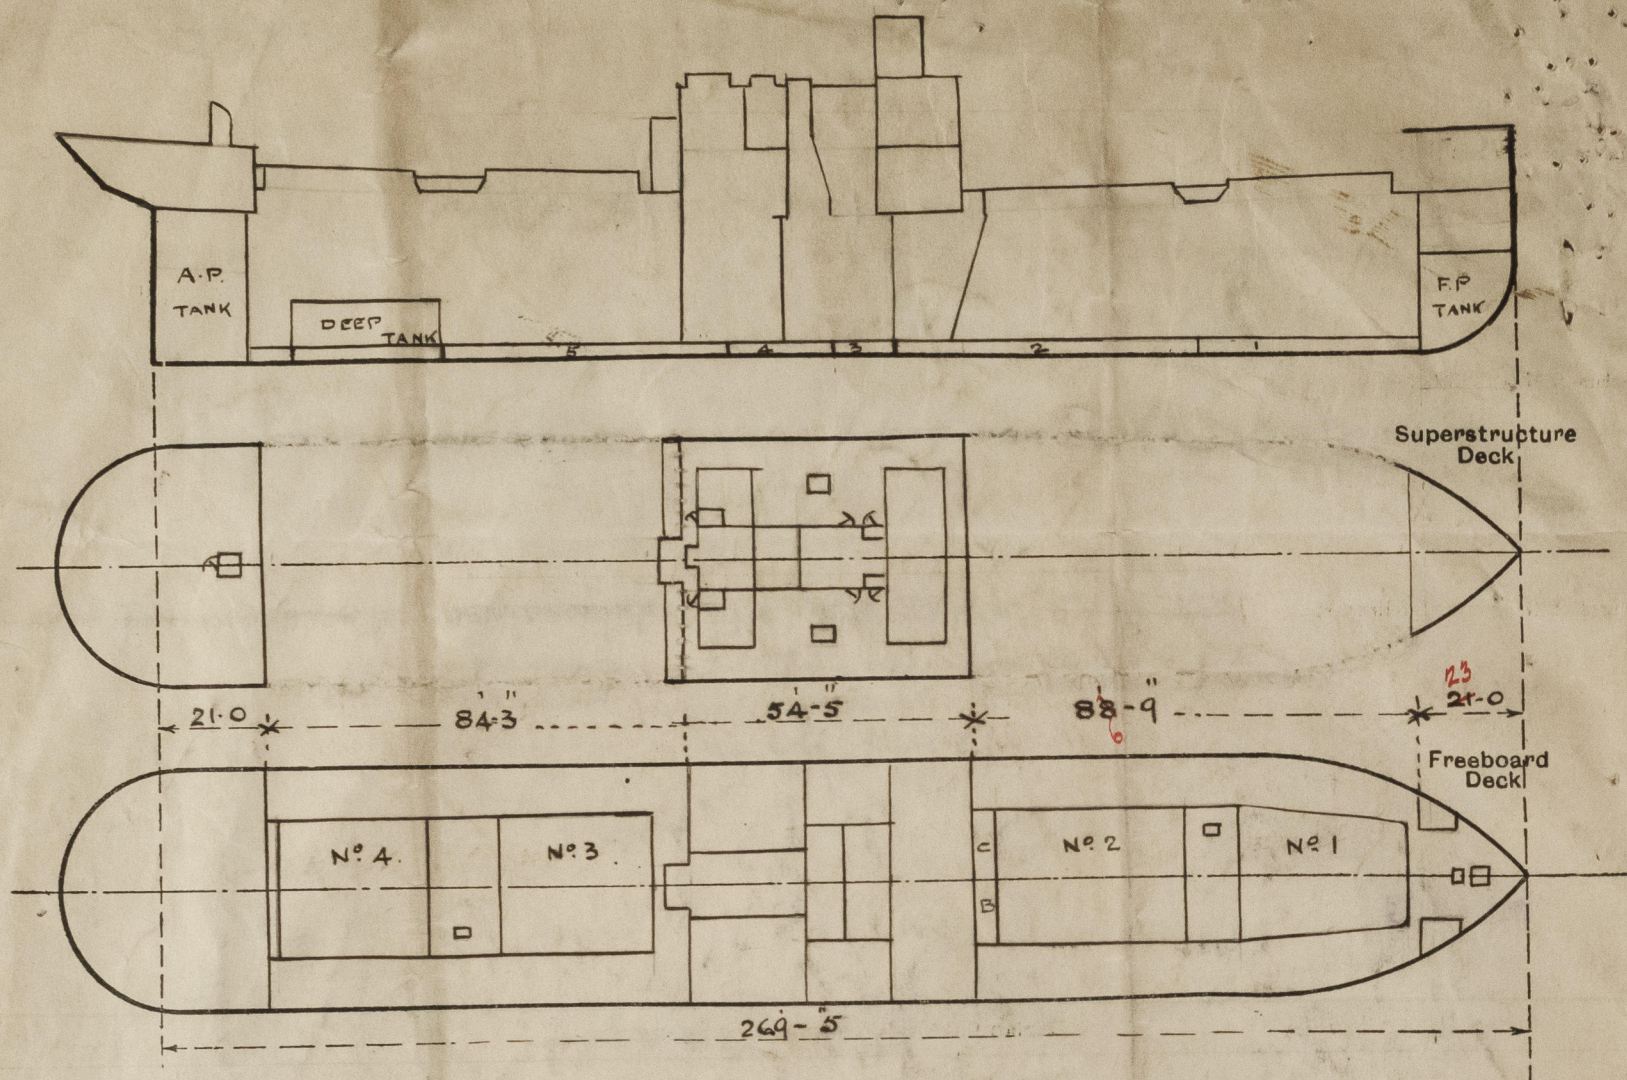 A.P.
TANK
DEEP
TANK
F.P
TANK
5
4
3
2
1
Superstructure
Deck
23
21-0
84'-3"
54'-5"
88'-9"
6
21-0
Freeboard
Deck
No. 4.
No. 3
C
B
No. 2
No. 1
269'-5"